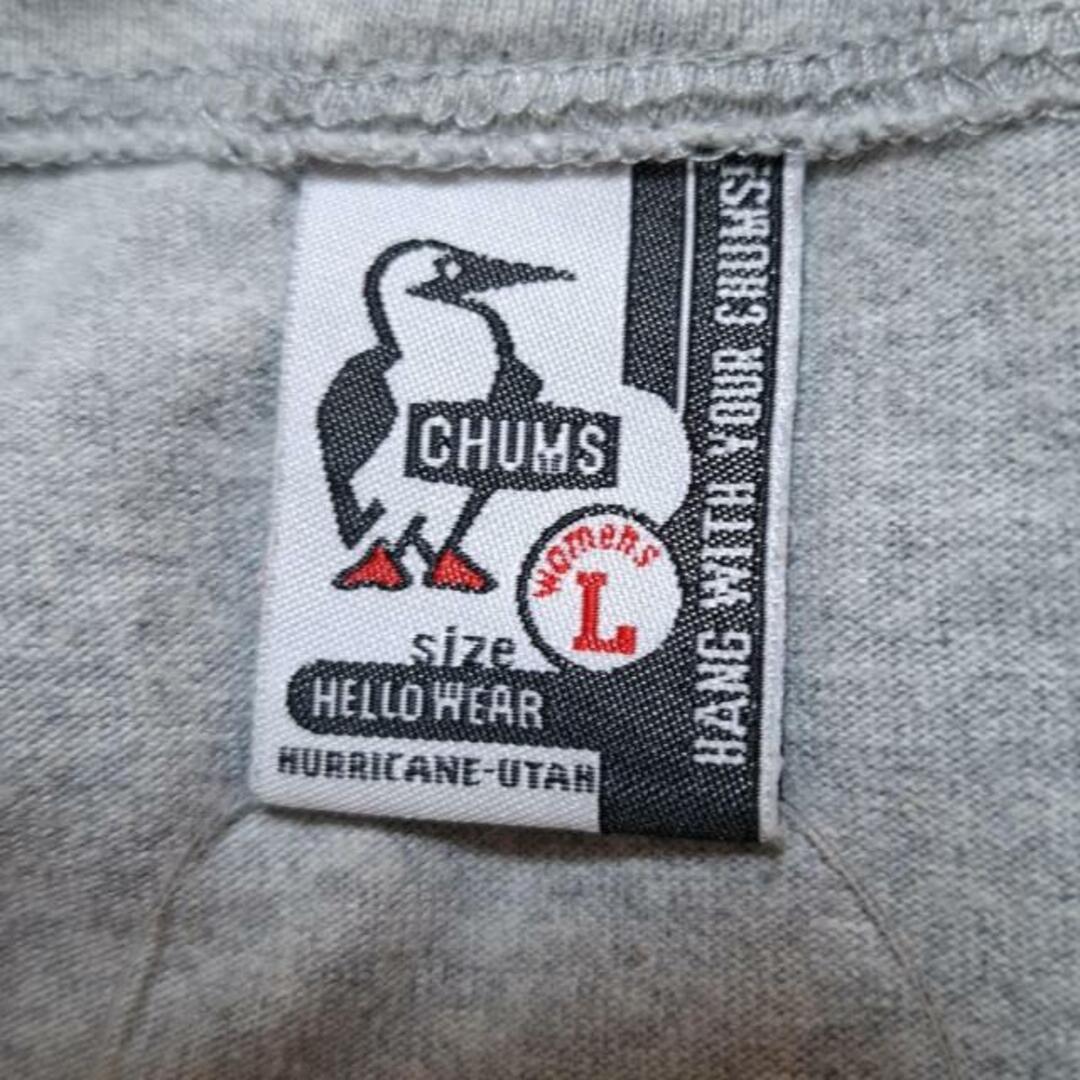 CHUMS
womens
L
size
HELLO WEAR
HURRICANE-UTAH
HANG WITH YOUR CHUMS!